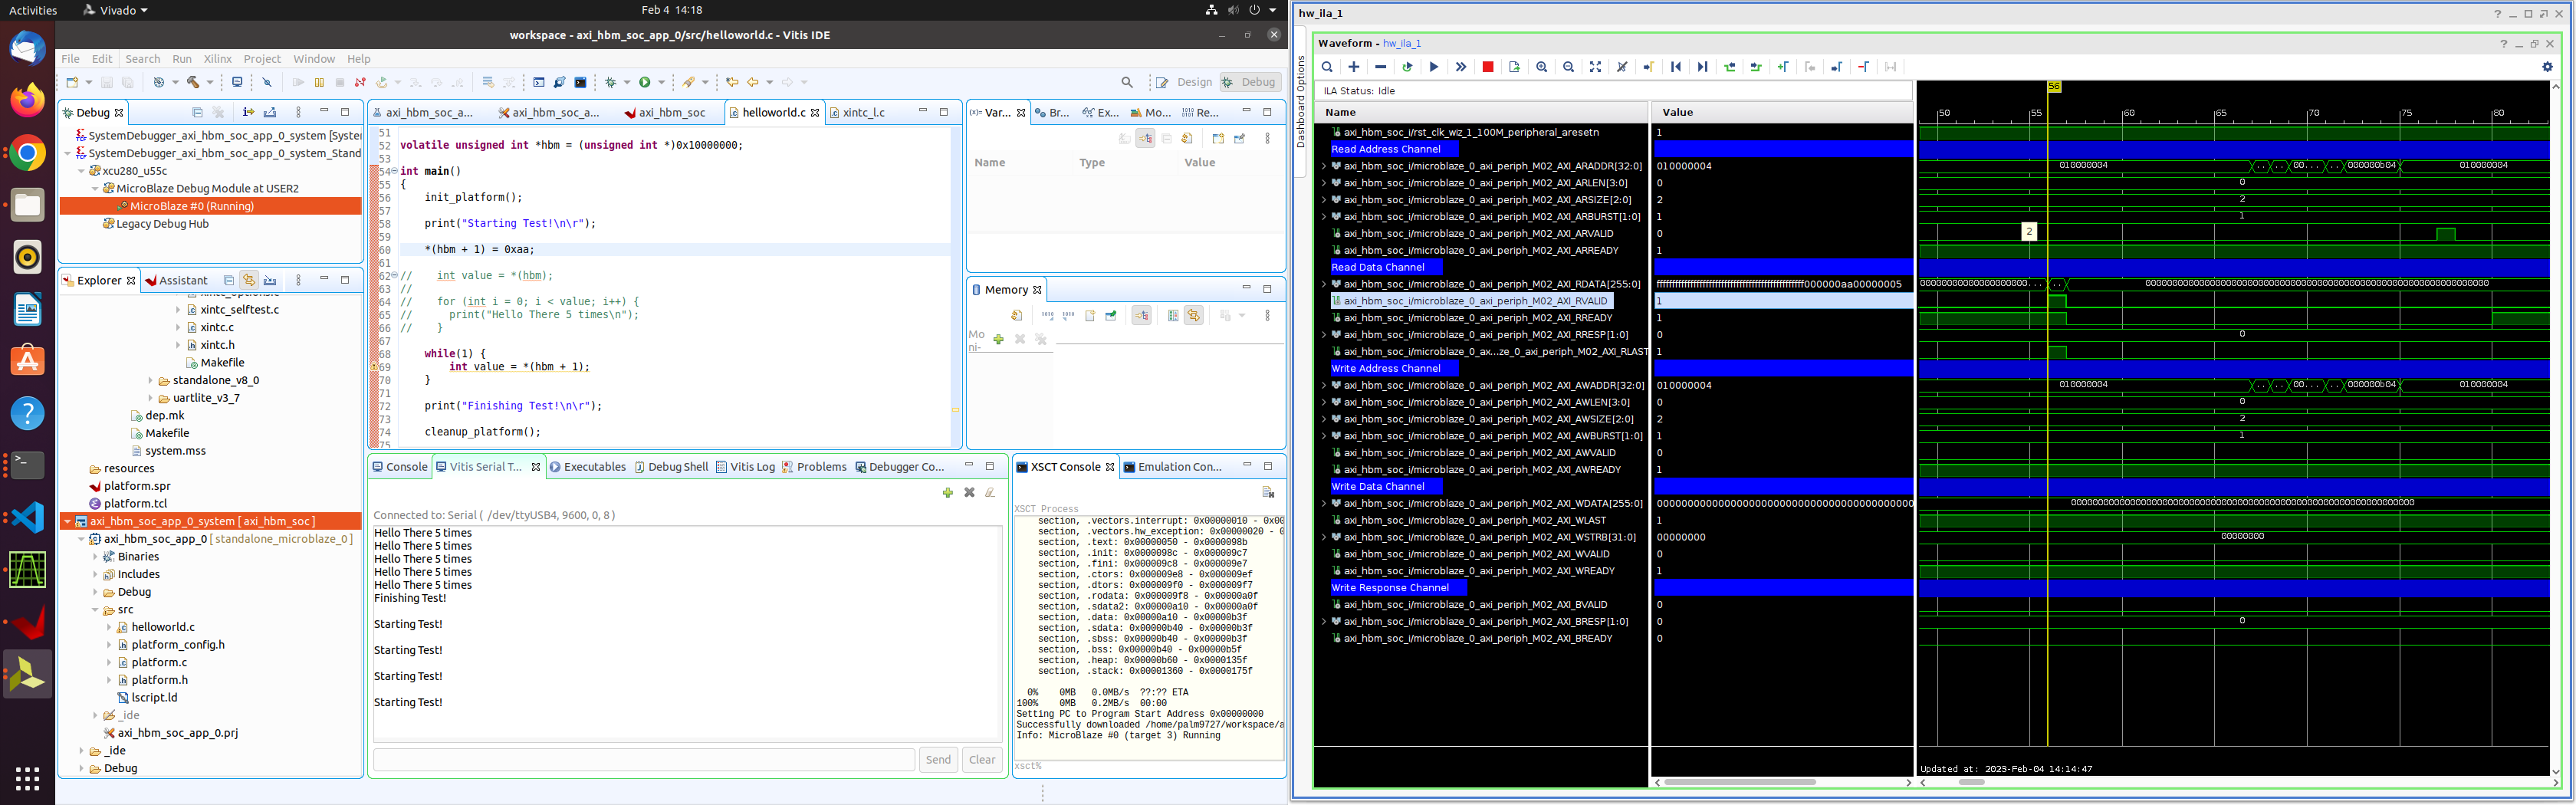 Activities
Vivado
Feb 4 14:18
workspace - axi_hbm_soc_app_0/src/helloworld.c - Vitis IDE
File Edit Search Run Xilinx Project Window Help
Design
Debug
Debug
SystemDebugger_axi_hbm_soc_app_0_system [Syster
SystemDebugger_axi_hbm_soc_app_0_system_Stand
xcu280_u55c
MicroBlaze Debug Module at USER2
MicroBlaze #0 (Running)
Legacy Debug Hub
Explorer
Assistant
xintc_selftest.c
xintc.c
xintc.h
Makefile
standalone_v8_0
uartlite_v3_7
dep.mk
Makefile
system.mss
resources
platform.spr
platform.tcl
axi_hbm_soc_app_0_system [ axi_hbm_soc ]
axi_hbm_soc_app_0 [ standalone_microblaze_0 ]
Binaries
Includes
Debug
src
helloworld.c
platform_config.h
platform.c
platform.h
lscript.ld
_ide
axi_hbm_soc_app_0.prj
_ide
Debug
axi_hbm_soc_a...
axi_hbm_soc_a...
axi_hbm_soc
helloworld.c
xintc_l.c
51
52 volatile unsigned int *hbm = (unsigned int *)0x10000000;
53
54 int main()
55 {
56 init_platform();
57
58 print("Starting Test!\n\r");
59
60 *(hbm + 1) = 0xaa;
61
62 // int value = *(hbm);
63 //
64 // for (int i = 0; i < value; i++) {
65 // print("Hello There 5 times\n");
66 // }
67
68 while(1) {
69 int value = *(hbm + 1);
70 }
71
72 print("Finishing Test!\n\r");
73
74 cleanup_platform();
75
Var...
Br...
Ex...
Mo...
Re...
Name Type Value
Memory
Mo
ni-
Console
Vitis Serial T...
Executables
Debug Shell
Vitis Log
Problems
Debugger Co...
Connected to: Serial ( /dev/ttyUSB4, 9600, 0, 8 )
Hello There 5 times
Hello There 5 times
Hello There 5 times
Hello There 5 times
Hello There 5 times
Finishing Test!
Starting Test!
Starting Test!
Starting Test!
Starting Test!
Send
Clear
XSCT Console
Emulation Con...
XSCT Process
section, .vectors.interrupt: 0x00000010 - 0x00
section, .vectors.hw_exception: 0x00000020 - 0
section, .text: 0x00000050 - 0x0000098b
section, .init: 0x0000098c - 0x000009c7
section, .fini: 0x000009c8 - 0x000009e7
section, .ctors: 0x000009e8 - 0x000009ef
section, .dtors: 0x000009f0 - 0x000009f7
section, .rodata: 0x000009f8 - 0x00000a0f
section, .sdata2: 0x00000a10 - 0x00000a0f
section, .data: 0x00000a10 - 0x00000b3f
section, .sdata: 0x00000b40 - 0x00000b3f
section, .sbss: 0x00000b40 - 0x00000b3f
section, .bss: 0x00000b40 - 0x00000b5f
section, .heap: 0x00000b60 - 0x0000135f
section, .stack: 0x00001360 - 0x0000175f
0% 0MB 0.0MB/s ??:?? ETA
100% 0MB 0.2MB/s 00:00
Setting PC to Program Start Address 0x00000000
Successfully downloaded /home/palm9727/workspace/a
Info: MicroBlaze #0 (target 3) Running
xsct%
hw_ila_1
Dashboard Options
Waveform - hw_ila_1
ILA Status: Idle
Name Value
56
50 55 60 65 70 75 80
axi_hbm_soc_i/rst_clk_wiz_1_100M_peripheral_aresetn 1
Read Address Channel
axi_hbm_soc_i/microblaze_0_axi_periph_M02_AXI_ARADDR[32:0] 010000004 010000004 00... 000000b04 010000004
axi_hbm_soc_i/microblaze_0_axi_periph_M02_AXI_ARLEN[3:0] 0 0
axi_hbm_soc_i/microblaze_0_axi_periph_M02_AXI_ARSIZE[2:0] 2 2
axi_hbm_soc_i/microblaze_0_axi_periph_M02_AXI_ARBURST[1:0] 1 1
axi_hbm_soc_i/microblaze_0_axi_periph_M02_AXI_ARVALID 0 2
axi_hbm_soc_i/microblaze_0_axi_periph_M02_AXI_ARREADY 1
Read Data Channel
axi_hbm_soc_i/microblaze_0_axi_periph_M02_AXI_RDATA[255:0]
axi_hbm_soc_i/microblaze_0_axi_periph_M02_AXI_RVALID 1
axi_hbm_soc_i/microblaze_0_axi_periph_M02_AXI_RREADY 1
axi_hbm_soc_i/microblaze_0_axi_periph_M02_AXI_RRESP[1:0] 0 0
axi_hbm_soc_i/microblaze_0_ax...ze_0_axi_periph_M02_AXI_RLAST 1
Write Address Channel
axi_hbm_soc_i/microblaze_0_axi_periph_M02_AXI_AWADDR[32:0] 010000004 010000004 00... 000000b04 010000004
axi_hbm_soc_i/microblaze_0_axi_periph_M02_AXI_AWLEN[3:0] 0 0
axi_hbm_soc_i/microblaze_0_axi_periph_M02_AXI_AWSIZE[2:0] 2 2
axi_hbm_soc_i/microblaze_0_axi_periph_M02_AXI_AWBURST[1:0] 1 1
axi_hbm_soc_i/microblaze_0_axi_periph_M02_AXI_AWVALID 0
axi_hbm_soc_i/microblaze_0_axi_periph_M02_AXI_AWREADY 1
Write Data Channel
axi_hbm_soc_i/microblaze_0_axi_periph_M02_AXI_WDATA[255:0]
axi_hbm_soc_i/microblaze_0_axi_periph_M02_AXI_WLAST 1
axi_hbm_soc_i/microblaze_0_axi_periph_M02_AXI_WSTRB[31:0] 00000000 00000000
axi_hbm_soc_i/microblaze_0_axi_periph_M02_AXI_WVALID 0
axi_hbm_soc_i/microblaze_0_axi_periph_M02_AXI_WREADY 1
Write Response Channel
axi_hbm_soc_i/microblaze_0_axi_periph_M02_AXI_BVALID 0
axi_hbm_soc_i/microblaze_0_axi_periph_M02_AXI_BRESP[1:0] 0 0
axi_hbm_soc_i/microblaze_0_axi_periph_M02_AXI_BREADY 0
Updated at: 2023-Feb-04 14:14:47